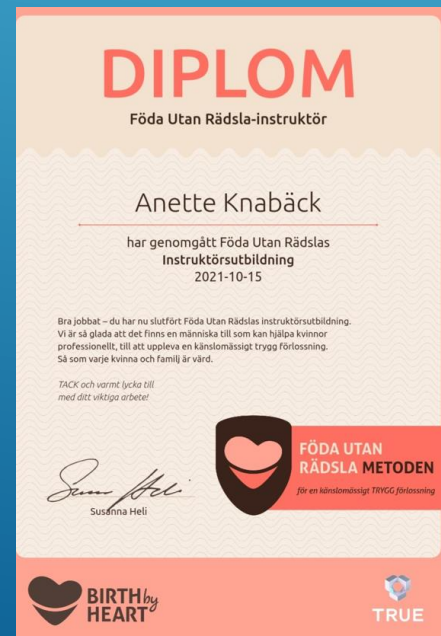 DIPLOM
Föda Utan Rädsla-instruktör
Anette Knabäck
har genomgått Föda Utan Rädslas
Instruktörsutbildning
2021-10-15
Bra jobbat – du har nu slutfört Föda Utan Rädslas instruktörsutbildning.
Vi är så glada att det finns en människa till som kan hjälpa kvinnor
professionellt, till att uppleva en känslomässigt trygg förlossning.
Så som varje kvinna och familj är värd.
TACK och varmt lycka till
med ditt viktiga arbete!
Susanna Heli
FÖDA UTAN
RÄDSLA METODEN
för en känslomässigt TRYGG förlossning
BIRTH by
HEART
TRUE